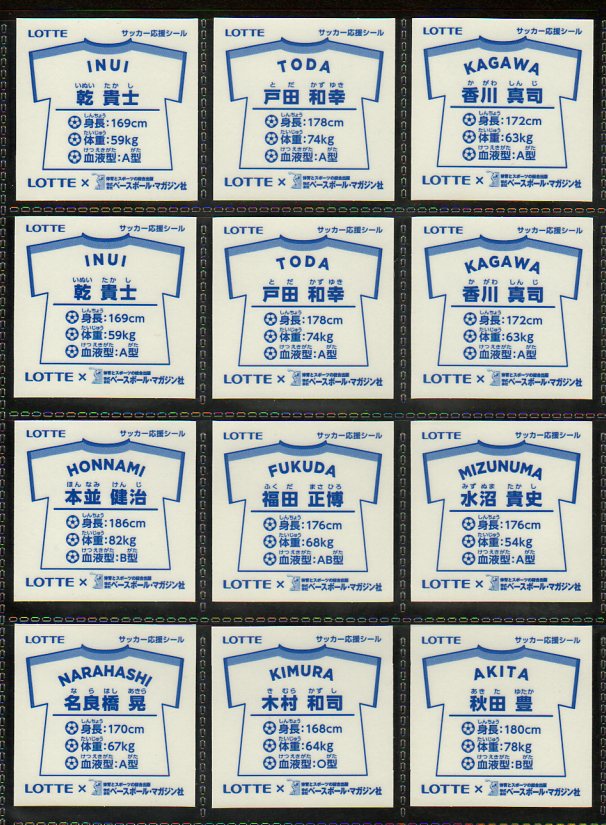 LOTTE サッカー応援シール
INUI
いぬい たか し
乾 貴士
しんちょう
身長:169cm
たいじゅう
体重:59kg
けつえきがた がた
血液型:A型
LOTTE × ベースボール・マガジン社
LOTTE サッカー応援シール
TODA
と だ かず ゆき
戸田 和幸
しんちょう
身長:178cm
たいじゅう
体重:74kg
けつえきがた がた
血液型:A型
LOTTE × ベースボール・マガジン社
LOTTE サッカー応援シール
KAGAWA
か がわ しん じ
香川 真司
しんちょう
身長:172cm
たいじゅう
体重:63kg
けつえきがた がた
血液型:A型
LOTTE × ベースボール・マガジン社
LOTTE サッカー応援シール
INUI
いぬい たか し
乾 貴士
しんちょう
身長:169cm
たいじゅう
体重:59kg
けつえきがた がた
血液型:A型
LOTTE × ベースボール・マガジン社
LOTTE サッカー応援シール
TODA
と だ かず ゆき
戸田 和幸
しんちょう
身長:178cm
たいじゅう
体重:74kg
けつえきがた がた
血液型:A型
LOTTE × ベースボール・マガジン社
LOTTE サッカー応援シール
KAGAWA
か がわ しん じ
香川 真司
しんちょう
身長:172cm
たいじゅう
体重:63kg
けつえきがた がた
血液型:A型
LOTTE × ベースボール・マガジン社
LOTTE サッカー応援シール
HONNAMI
ほん なみ けん じ
本並 健治
しんちょう
身長:186cm
たいじゅう
体重:82kg
けつえきがた がた
血液型:B型
LOTTE × ベースボール・マガジン社
LOTTE サッカー応援シール
FUKUDA
ふく だ まさ ひろ
福田 正博
しんちょう
身長:176cm
たいじゅう
体重:68kg
けつえきがた がた
血液型:AB型
LOTTE × ベースボール・マガジン社
LOTTE サッカー応援シール
MIZUNUMA
みず ぬま たか し
水沼 貴史
しんちょう
身長:176cm
たいじゅう
体重:54kg
けつえきがた がた
血液型:A型
LOTTE × ベースボール・マガジン社
LOTTE サッカー応援シール
NARAHASHI
な ら はし あきら
名良橋 晃
しんちょう
身長:170cm
たいじゅう
体重:67kg
けつえきがた がた
血液型:A型
LOTTE × ベースボール・マガジン社
LOTTE サッカー応援シール
KIMURA
き むら かず し
木村 和司
しんちょう
身長:168cm
たいじゅう
体重:64kg
けつえきがた がた
血液型:O型
LOTTE × ベースボール・マガジン社
LOTTE サッカー応援シール
AKITA
あき た ゆたか
秋田 豊
しんちょう
身長:180cm
たいじゅう
体重:78kg
けつえきがた がた
血液型:B型
LOTTE × ベースボール・マガジン社